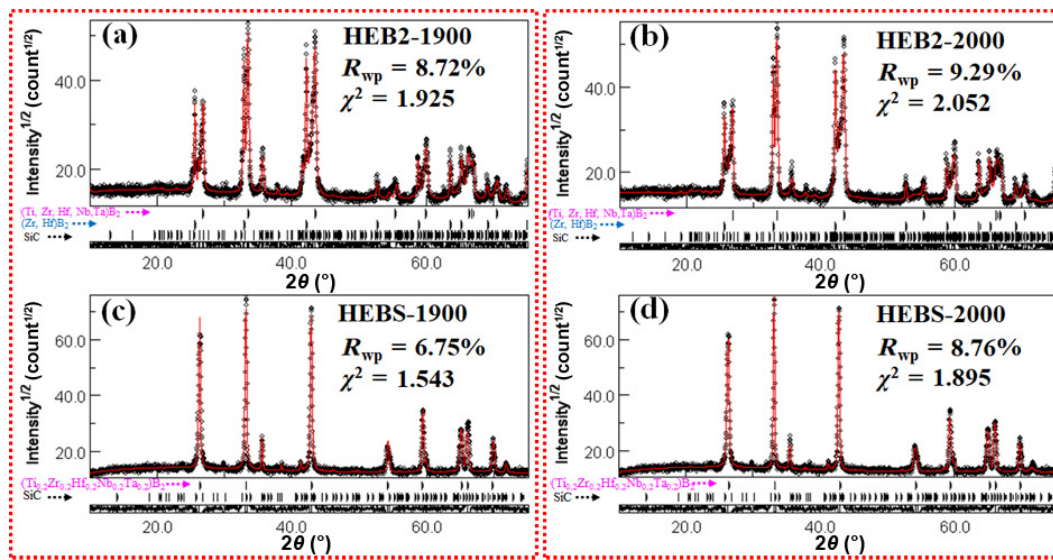 (a)
HEB2-1900
Rwp = 8.72%
χ² = 1.925
Intensity1/2 (count1/2)
40.0
20.0
(Ti, Zr, Hf, Nb,Ta)B2
(Zr, Hf)B2
SiC
20.0 40.0 60.0
2θ (°)
(b)
HEB2-2000
Rwp = 9.29%
χ² = 2.052
Intensity1/2 (count1/2)
40.0
20.0
(Ti, Zr, Hf, Nb,Ta)B2
(Zr, Hf)B2
SiC
20.0 40.0 60.0
2θ (°)
(c)
HEBS-1900
Rwp = 6.75%
χ² = 1.543
Intensity1/2 (count1/2)
60.0
40.0
20.0
(Ti0.2Zr0.2Hf0.2Nb0.2Ta0.2)B2
SiC
20.0 40.0 60.0
2θ (°)
(d)
HEBS-2000
Rwp = 8.76%
χ² = 1.895
Intensity1/2 (count1/2)
60.0
40.0
20.0
(Ti0.2Zr0.2Hf0.2Nb0.2Ta0.2)B2
SiC
20.0 40.0 60.0
2θ (°)